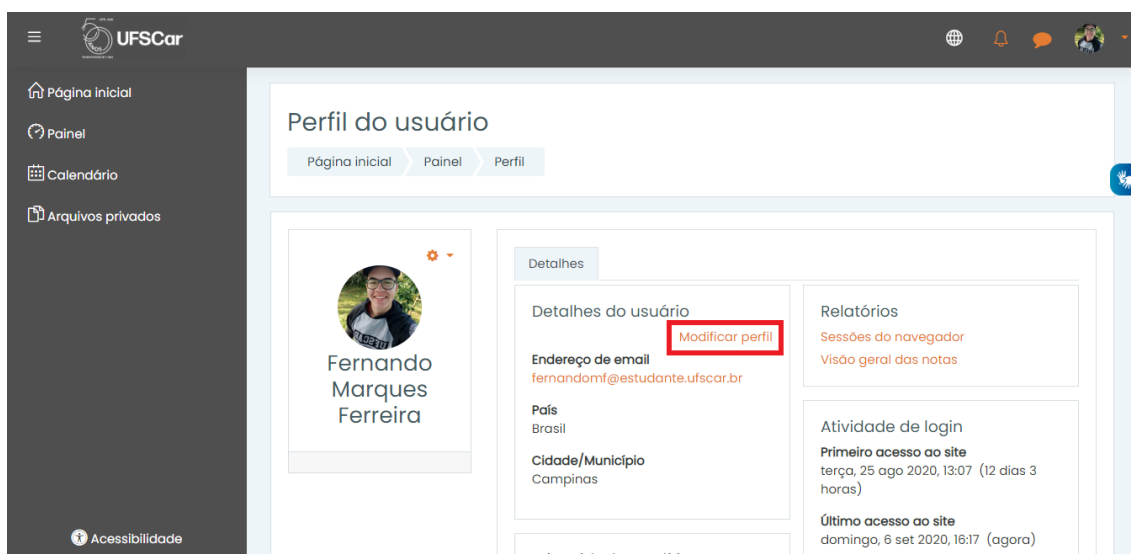 UFSCar
Página inicial
Painel
Calendário
Arquivos privados
Acessibilidade
Perfil do usuário
Página inicial
Painel
Perfil
Fernando
Marques
Ferreira
Detalhes
Detalhes do usuário
Modificar perfil
Endereço de email
fernandomf@estudante.ufscar.br
País
Brasil
Cidade/Município
Campinas
Relatórios
Sessões do navegador
Visão geral das notas
Atividade de login
Primeiro acesso ao site
terça, 25 ago 2020, 13:07 (12 dias 3
horas)
Último acesso ao site
domingo, 6 set 2020, 16:17 (agora)